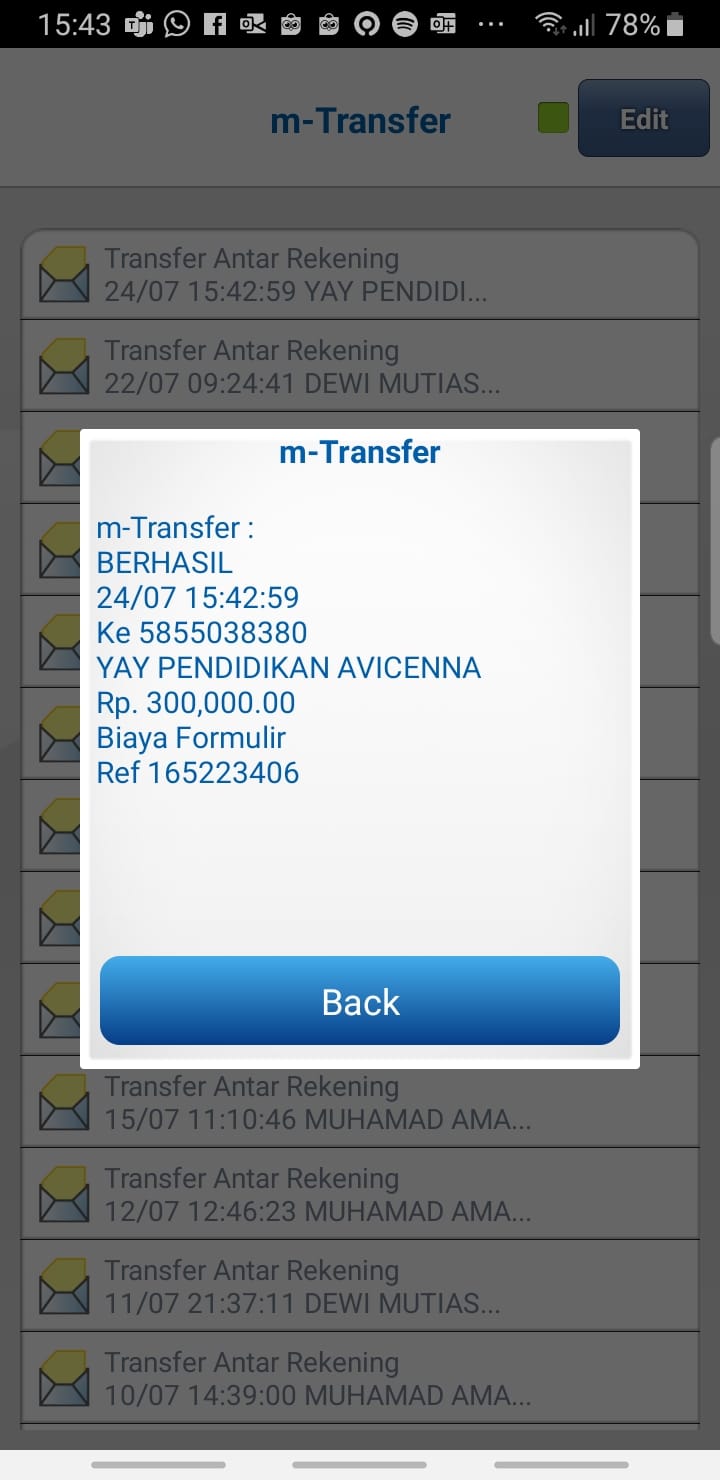 15:43
78%
m-Transfer
Edit
Transfer Antar Rekening
24/07 15:42:59 YAY PENDIDI...
Transfer Antar Rekening
22/07 09:24:41 DEWI MUTIAS...
m-Transfer
m-Transfer :
BERHASIL
24/07 15:42:59
Ke 5855038380
YAY PENDIDIKAN AVICENNA
Rp. 300,000.00
Biaya Formulir
Ref 165223406
Back
Transfer Antar Rekening
15/07 11:10:46 MUHAMAD AMA...
Transfer Antar Rekening
12/07 12:46:23 MUHAMAD AMA...
Transfer Antar Rekening
11/07 21:37:11 DEWI MUTIAS...
Transfer Antar Rekening
10/07 14:39:00 MUHAMAD AMA...